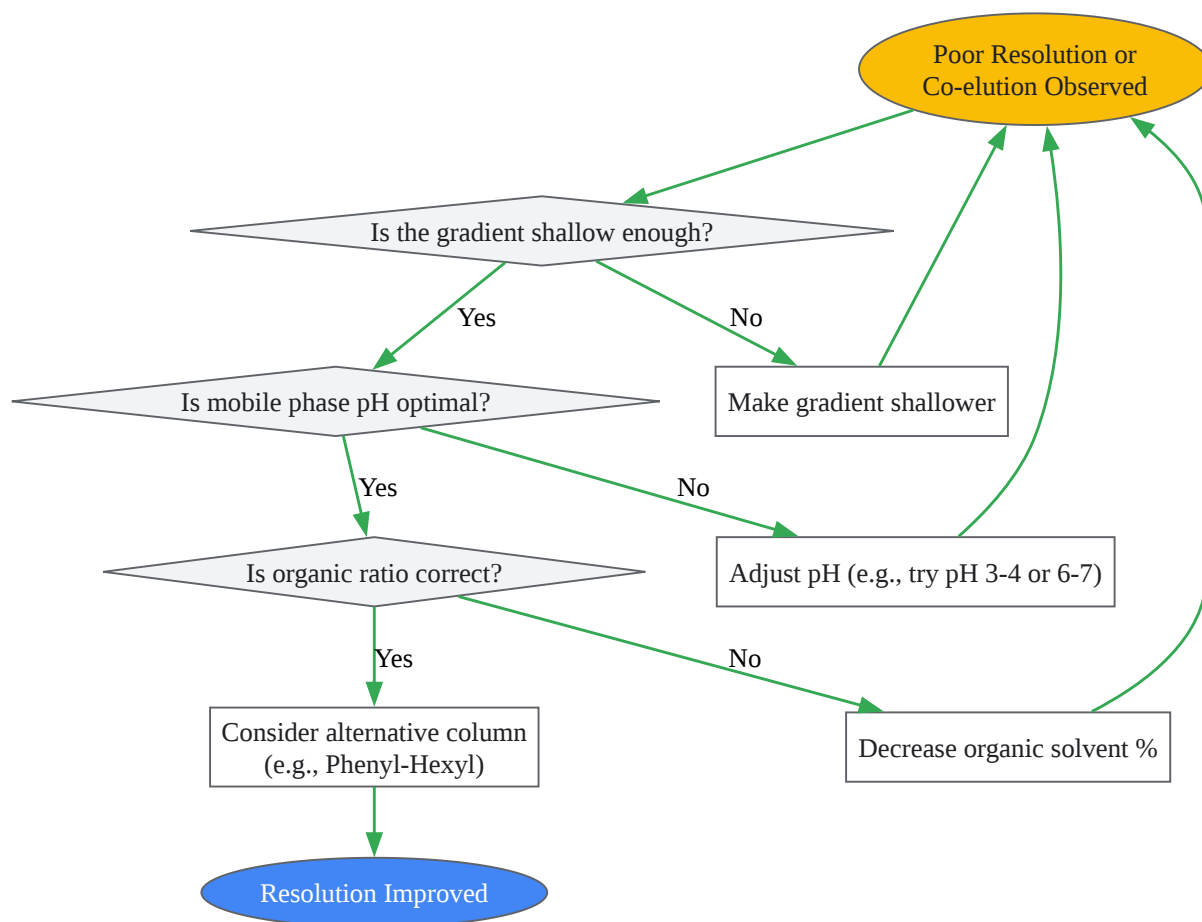 Poor Resolution or
Co-elution Observed
Is the gradient shallow enough?
Yes
No
Is mobile phase pH optimal?
Make gradient shallower
Yes
No
Is organic ratio correct?
Adjust pH (e.g., try pH 3-4 or 6-7)
Yes
No
Consider alternative column
(e.g., Phenyl-Hexyl)
Decrease organic solvent %
Resolution Improved